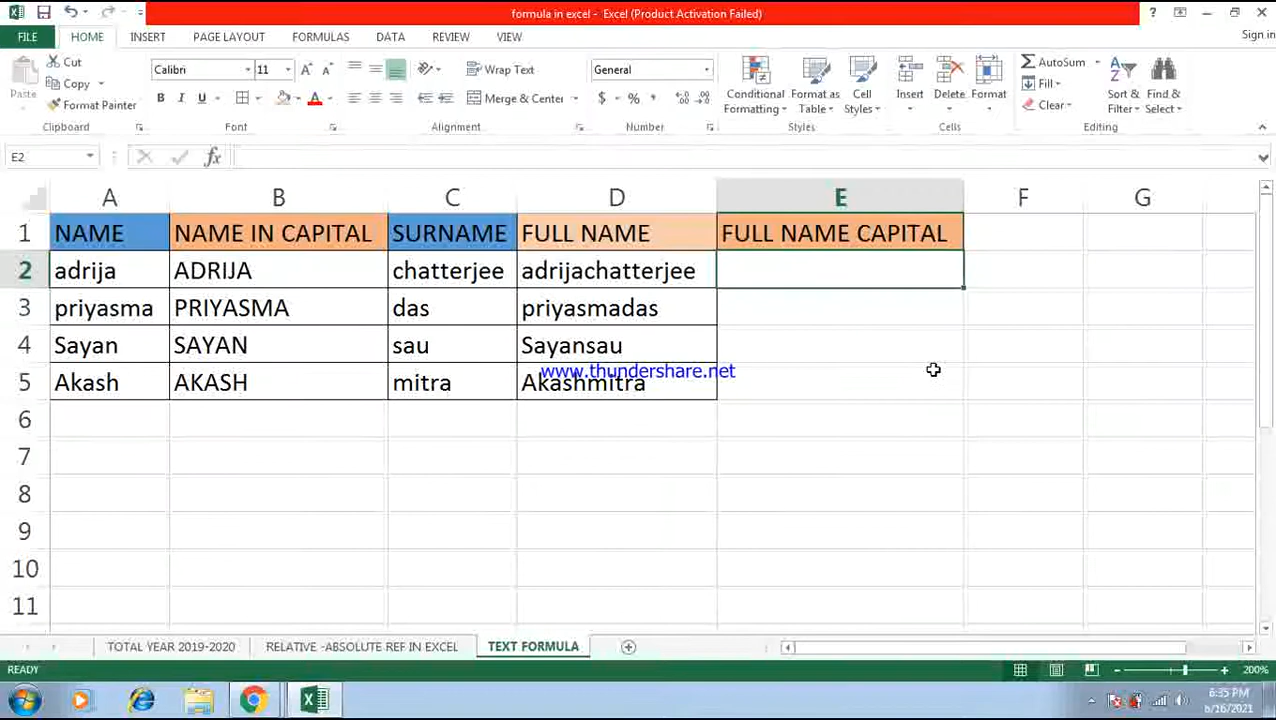 formula in excel - Excel (Product Activation Failed)
?
FILE HOME INSERT PAGE LAYOUT FORMULAS DATA REVIEW VIEW Sign in
Paste
Cut
Copy
Format Painter
Clipboard
Calibri 11
B I U
Font
Wrap Text
Merge & Center
Alignment
General
$ % ,
Number
Conditional Formatting
Format as Table
Cell Styles
Styles
Insert
Delete
Format
Cells
AutoSum
Fill
Clear
Sort & Filter
Find & Select
Editing
E2 fx
A B C D E F G
1 NAME NAME IN CAPITAL SURNAME FULL NAME FULL NAME CAPITAL
2 adrija ADRIJA chatterjee adrijachatterjee
3 priyasma PRIYASMA das priyasmadas
4 Sayan SAYAN sau Sayansau
www.thundershare.net
5 Akash AKASH mitra Akashmitra
6
7
8
9
10
11
TOTAL YEAR 2019-2020 RELATIVE -ABSOLUTE REF IN EXCEL TEXT FORMULA
READY 200%
6:35 PM
6/16/2021